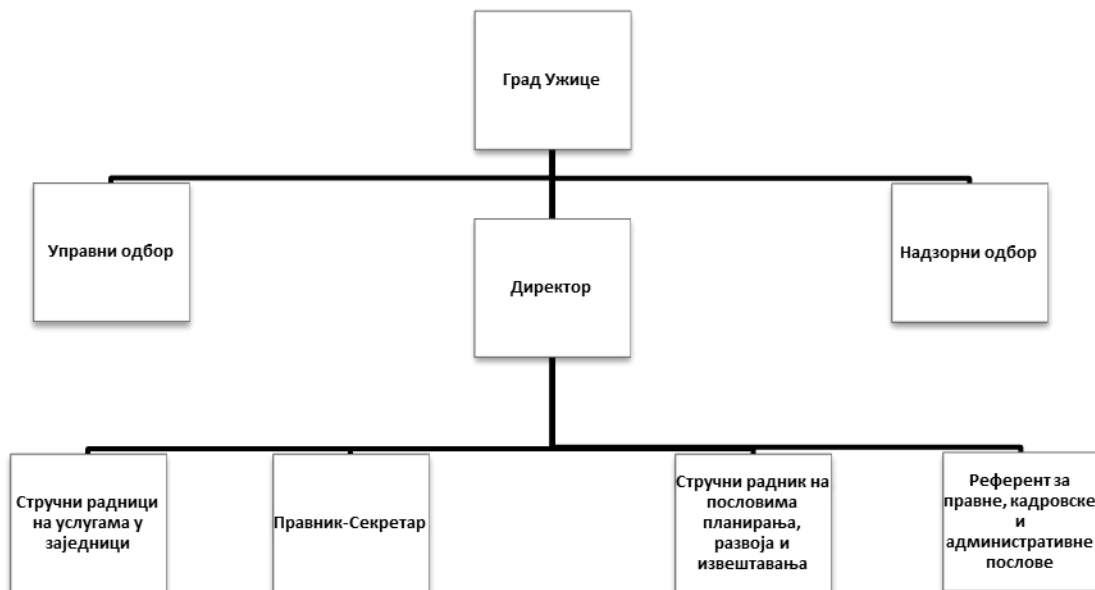 Град Ужице
Управни одбор
Директор
Надзорни одбор
Стручни радници
на услугама у
заједници
Правник-Секретар
Стручни радник на
пословима
планирања,
развоја и
извештавања
Референт за
правне, кадровске
и
административне
послове